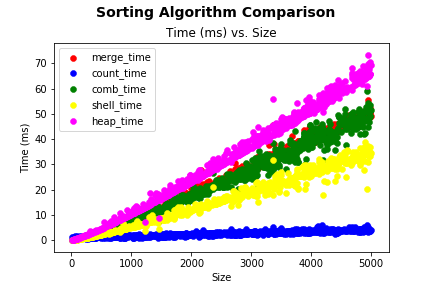 Sorting Algorithm Comparison
Time (ms) vs. Size
merge_time
count_time
comb_time
shell_time
heap_time
70
60
50
40
30
20
10
0
Time (ms)
0 1000 2000 3000 4000 5000
Size